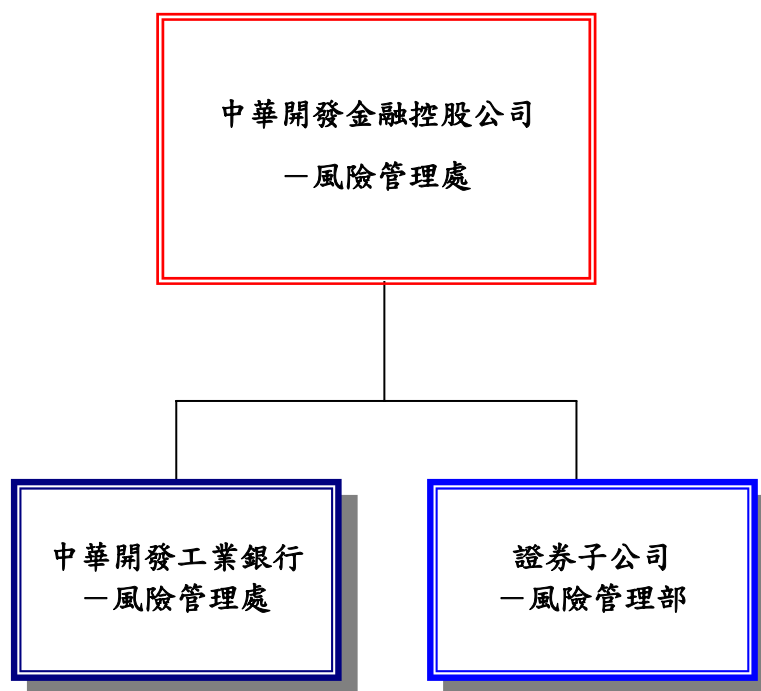 中華開發金融控股公司
－風險管理處
中華開發工業銀行
－風險管理處
證券子公司
－風險管理部